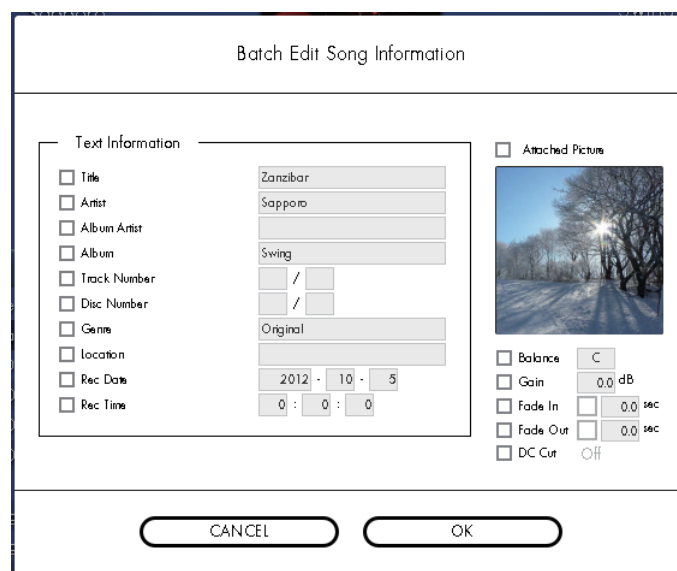 Sapporo
Batch Edit Song Information
Text Information
Title Zanzibar
Artist Sapporo
Album Artist
Album Swing
Track Number /
Disc Number /
Genre Original
Location
Rec Date 2012 - 10 - 5
Rec Time 0 : 0 : 0
Attached Picture
Balance C
Gain 0.0 dB
Fade In 0.0 sec
Fade Out 0.0 sec
DC Cut Off
CANCEL OK